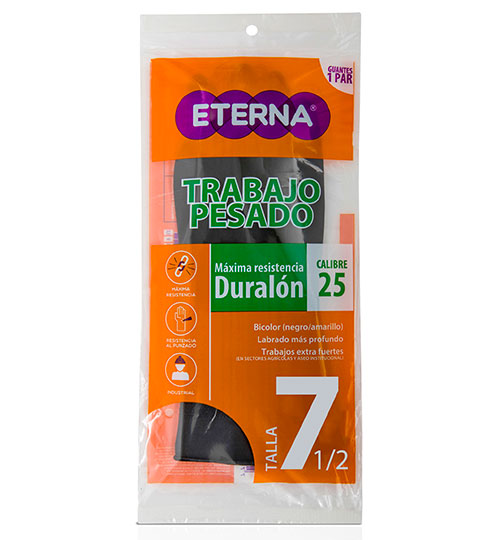 GUANTES
1 PAR
ETERNA®
TRABAJO
PESADO
Máxima resistencia
Duralón
CALIBRE
25
MÁXIMA
RESISTENCIA
RESISTENCIA
AL PUNZADO
INDUSTRIAL
Bicolor (negro/amarillo)
Labrado más profundo
Trabajos extra fuertes
(EN SECTORES AGRÍCOLAS Y ASEO INSTITUCIONAL)
TALLA
7 1/2